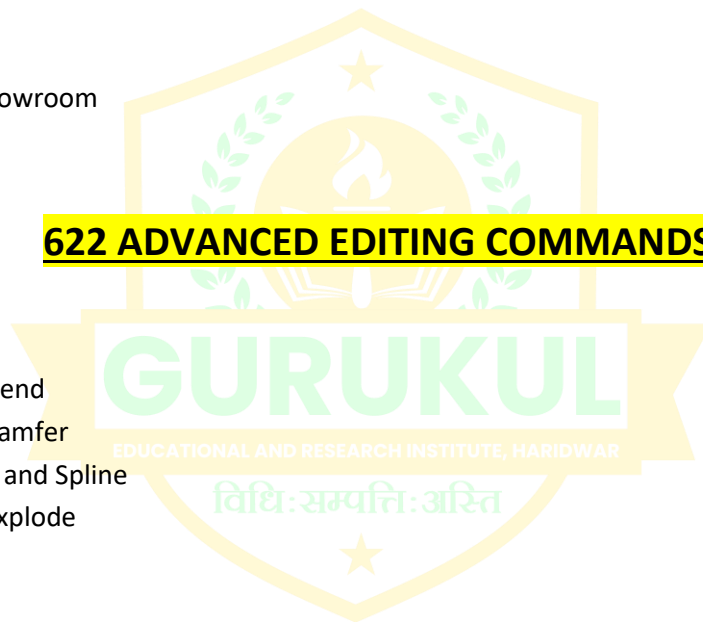 owroom
622 ADVANCED EDITING COMMANDS
end
amfer
GURUKUL
EDUCATIONAL AND RESEARCH INSTITUTE, HARIDWAR
and Spline
विधि:सम्पत्ति:अस्ति
xplode